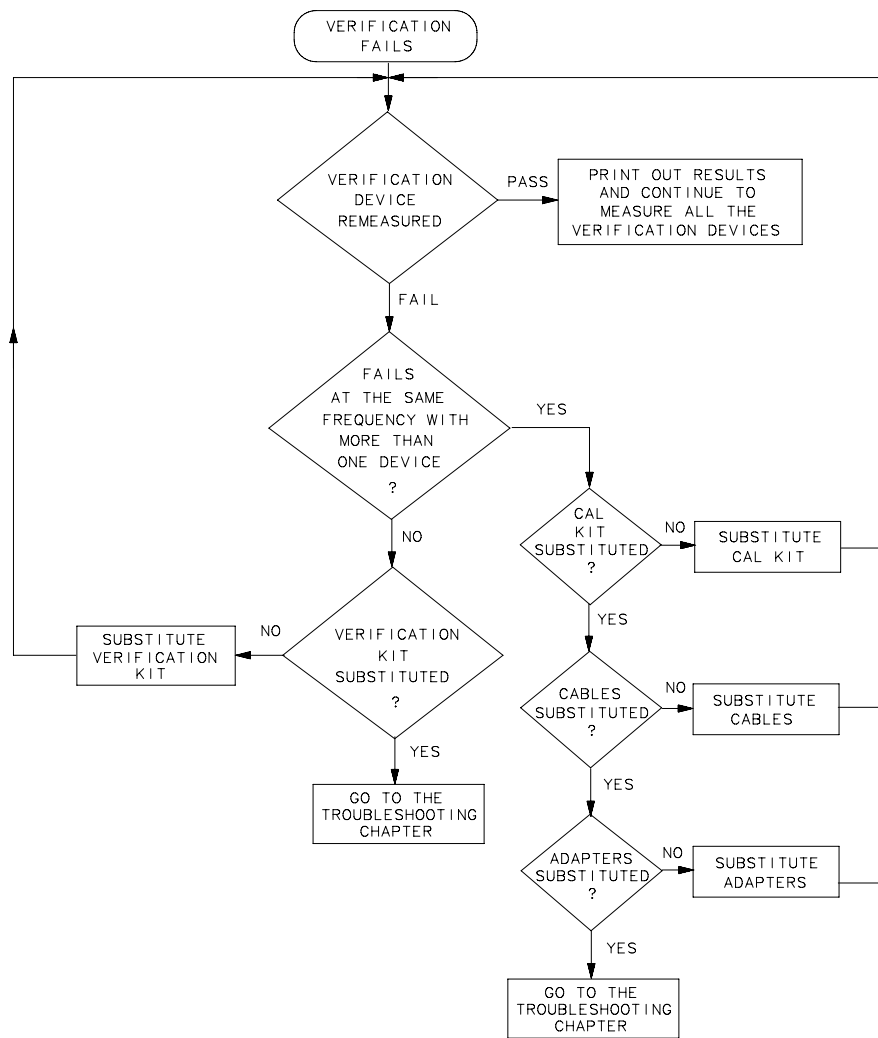 VERIFICATION
FAILS
VERIFICATION
DEVICE
REMEASURED
PASS
PRINT OUT RESULTS
AND CONTINUE TO
MEASURE ALL THE
VERIFICATION DEVICES
FAIL
FAILS
AT THE SAME
FREQUENCY WITH
MORE THAN
ONE DEVICE
?
YES
CAL
KIT
SUBSTITUTED
?
NO
SUBSTITUTE
CAL KIT
NO
VERIFICATION
KIT
SUBSTITUTED
?
NO
SUBSTITUTE
VERIFICATION
KIT
YES
GO TO THE
TROUBLESHOOTING
CHAPTER
YES
CABLES
SUBSTITUTED
?
NO
SUBSTITUTE
CABLES
YES
ADAPTERS
SUBSTITUTED
?
NO
SUBSTITUTE
ADAPTERS
YES
GO TO THE
TROUBLESHOOTING
CHAPTER